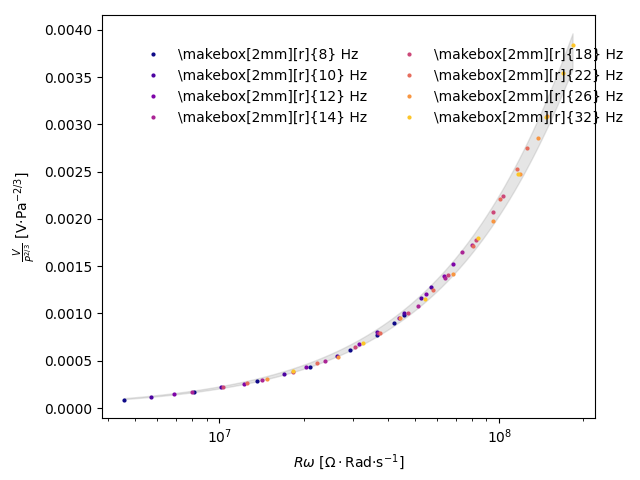 0.0040
0.0035
0.0030
0.0025
0.0020
0.0015
0.0010
0.0005
0.0000
V/P^{2/3} [V·Pa^{-2/3}]
\makebox[2mm][r]{8} Hz
\makebox[2mm][r]{10} Hz
\makebox[2mm][r]{12} Hz
\makebox[2mm][r]{14} Hz
\makebox[2mm][r]{18} Hz
\makebox[2mm][r]{22} Hz
\makebox[2mm][r]{26} Hz
\makebox[2mm][r]{32} Hz
10^7
10^8
Rω [Ω · Rad·s^{-1}]